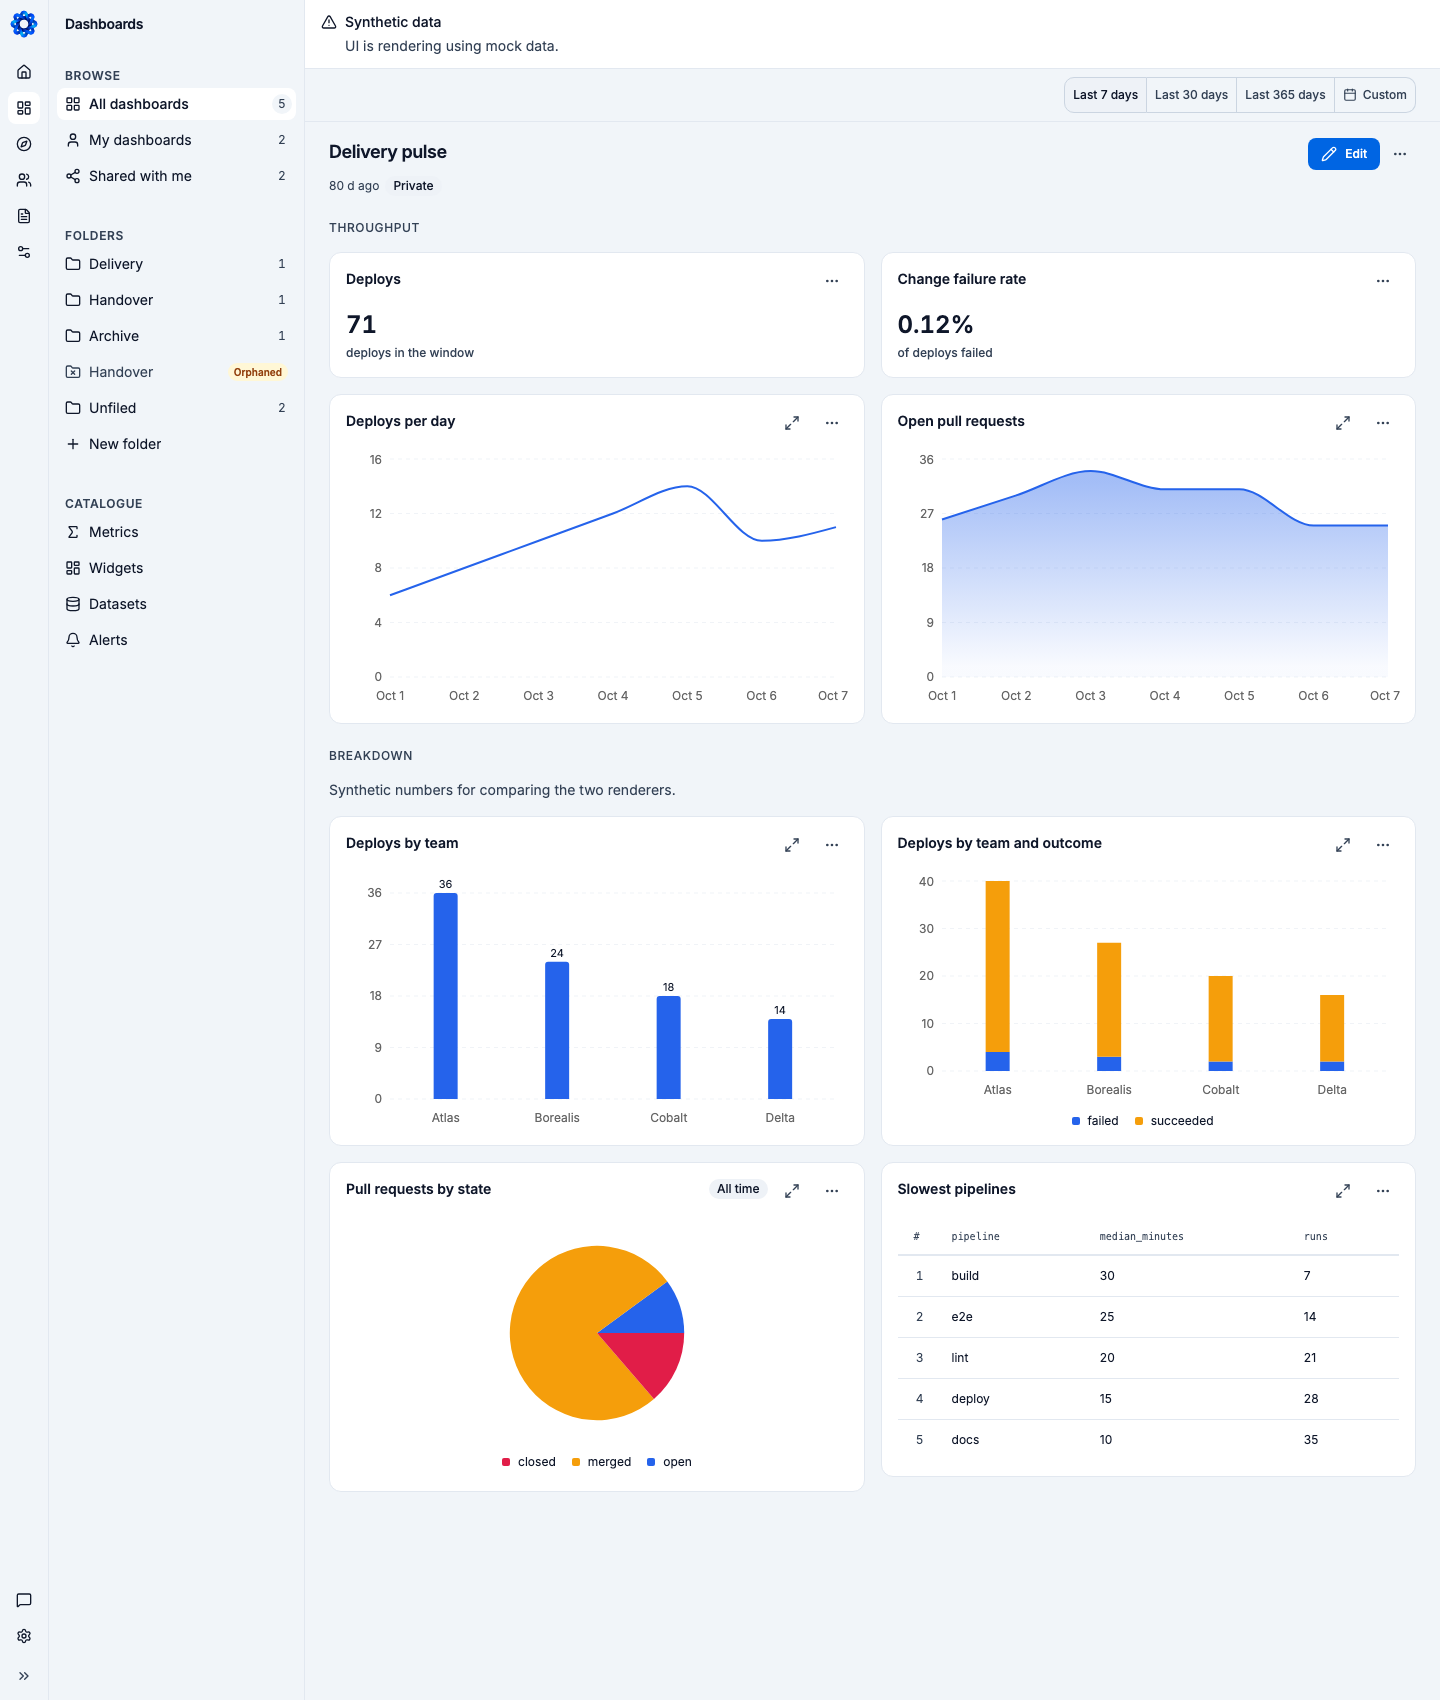 Dashboards
BROWSE
All dashboards 5
My dashboards 2
Shared with me 2
FOLDERS
Delivery 1
Handover 1
Archive 1
Handover Orphaned
Unfiled 2
New folder
CATALOGUE
Metrics
Widgets
Datasets
Alerts
Synthetic data
UI is rendering using mock data.
Last 7 days Last 30 days Last 365 days Custom
Delivery pulse
Edit
80 d ago Private
THROUGHPUT
Deploys
71
deploys in the window
Change failure rate
0.12%
of deploys failed
Deploys per day
16
12
8
4
0
Oct 1 Oct 2 Oct 3 Oct 4 Oct 5 Oct 6 Oct 7
Open pull requests
36
27
18
9
0
Oct 1 Oct 2 Oct 3 Oct 4 Oct 5 Oct 6 Oct 7
BREAKDOWN
Synthetic numbers for comparing the two renderers.
Deploys by team
36
27
18
9
0
36
24
18
14
Atlas Borealis Cobalt Delta
Deploys by team and outcome
40
30
20
10
0
Atlas Borealis Cobalt Delta
failed succeeded
Pull requests by state
All time
closed merged open
Slowest pipelines
# pipeline median_minutes runs
1 build 30 7
2 e2e 25 14
3 lint 20 21
4 deploy 15 28
5 docs 10 35